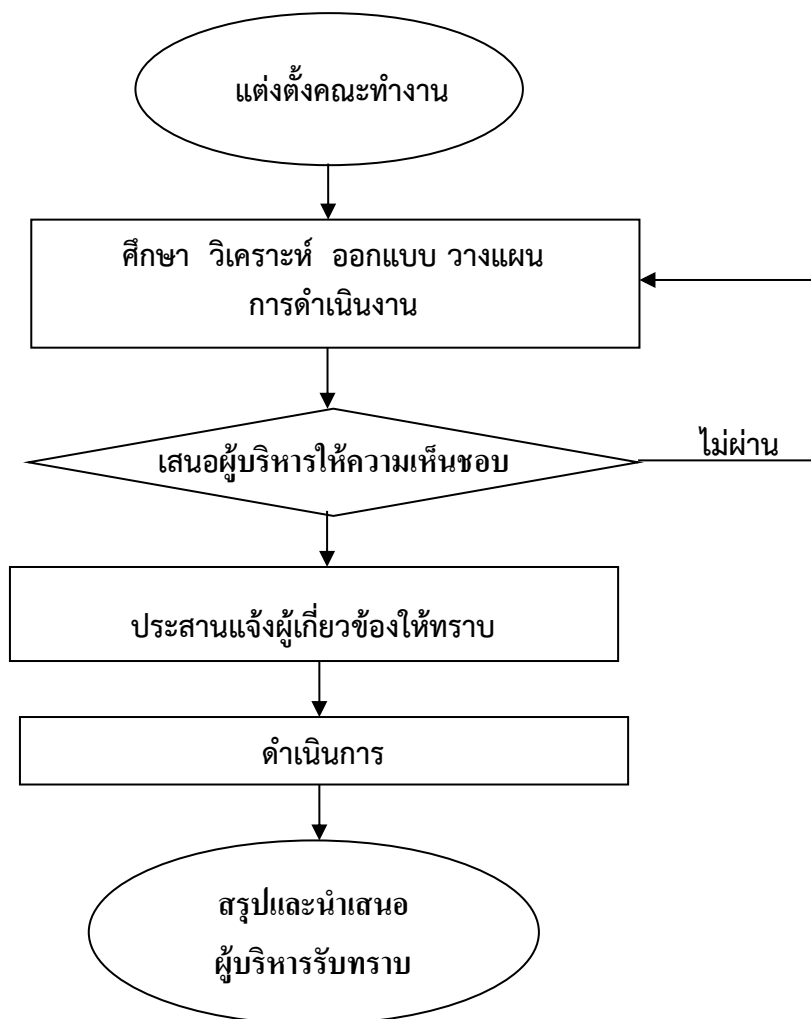 แต่งตั้งคณะทำงาน
ศึกษา วิเคราะห์ ออกแบบ วางแผน
การดำเนินงาน
เสนอผู้บริหารให้ความเห็นชอบ
ไม่ผ่าน
ประสานแจ้งผู้เกี่ยวข้องให้ทราบ
ดำเนินการ
สรุปและนำเสนอ
ผู้บริหารรับทราบ